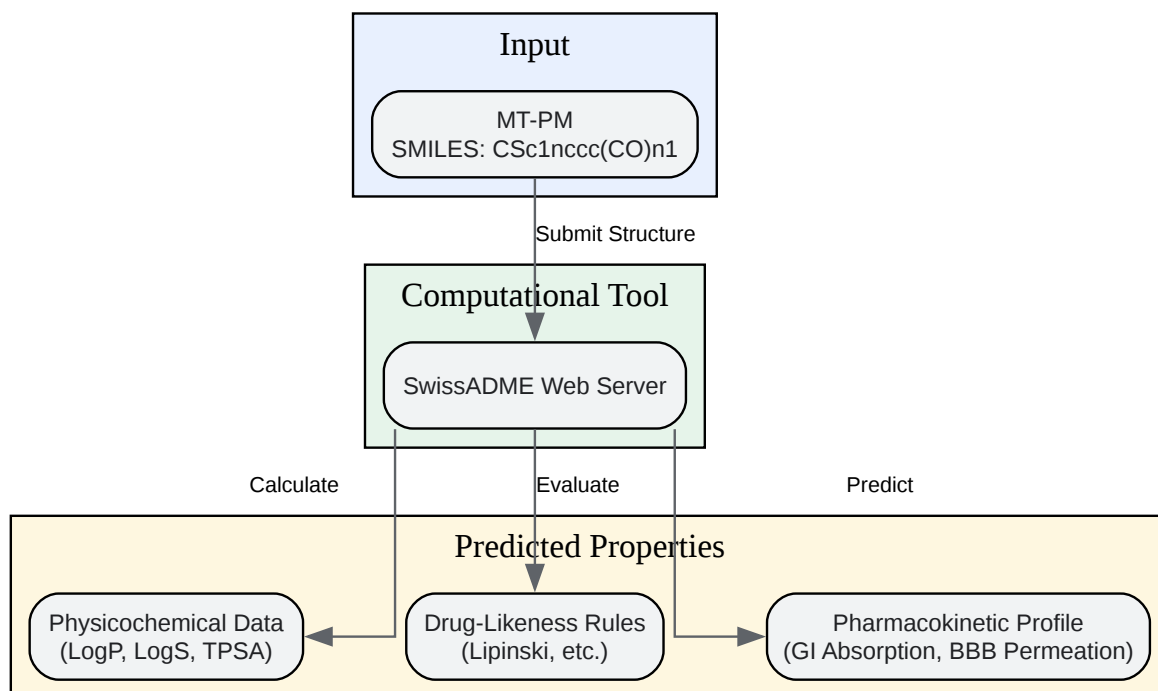 Input
MT-PM
SMILES: CSc1nccc(CO)n1
Submit Structure
Computational Tool
SwissADME Web Server
Calculate
Evaluate
Predict
Predicted Properties
Physicochemical Data
(LogP, LogS, TPSA)
Drug-Likeness Rules
(Lipinski, etc.)
Pharmacokinetic Profile
(GI Absorption, BBB Permeation)